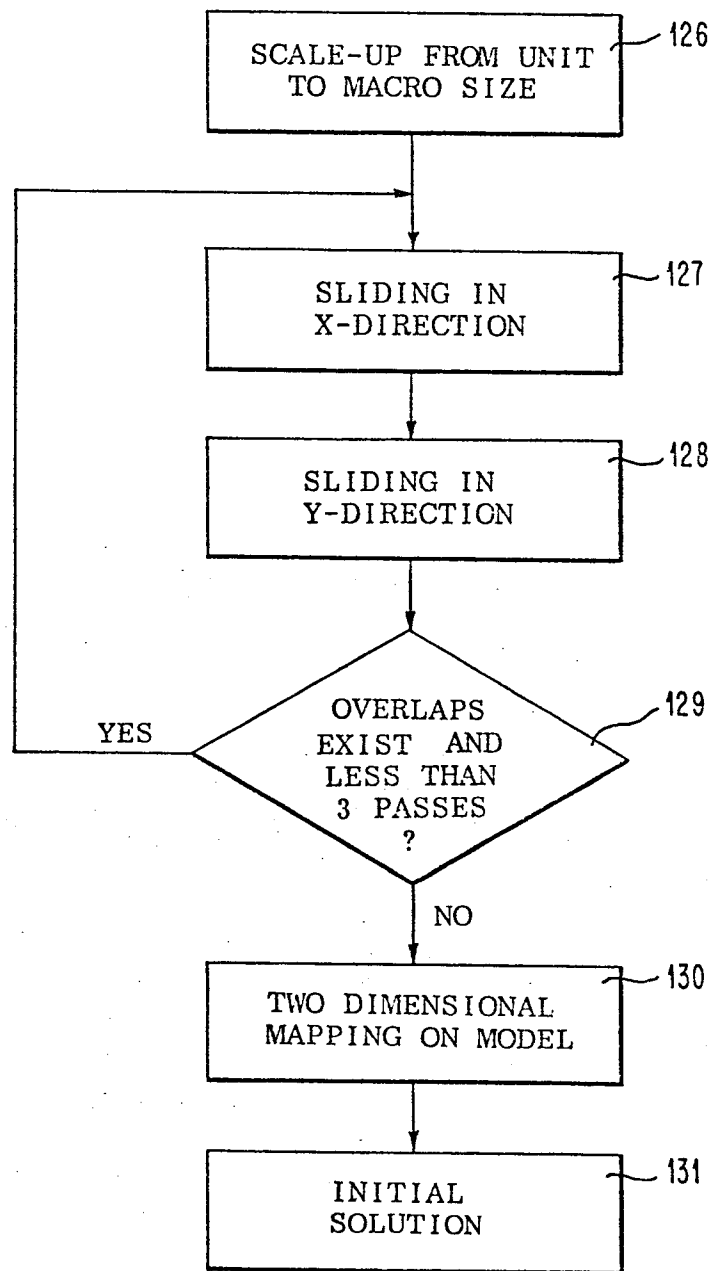 SCALE-UP FROM UNIT
TO MACRO SIZE
126
SLIDING IN
X-DIRECTION
127
SLIDING IN
Y-DIRECTION
128
OVERLAPS
EXIST AND
LESS THAN
3 PASSES
?
129
YES
NO
TWO DIMENSIONAL
MAPPING ON MODEL
130
INITIAL
SOLUTION
131